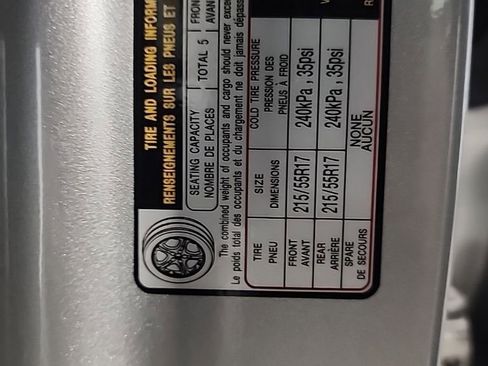 TIRE AND LOADING INFORM
RENSEIGNEMENTS SUR LES PNEUS ET
SEATING CAPACITY
NOMBRE DE PLACES
TOTAL 5
FRON
AVAN
The combined weight of occupants and cargo should never excee
Le poids total des occupants et du chargement ne doit jamais dépass
TIRE
PNEU
SIZE
DIMENSIONS
COLD TIRE PRESSURE
PRESSION DES
PNEUS À FROID
FRONT
AVANT
215/55R17
240kPa ,35psi
REAR
ARRIÈRE
215/55R17
240kPa ,35psi
SPARE
DE SECOURS
NONE
AUCUN